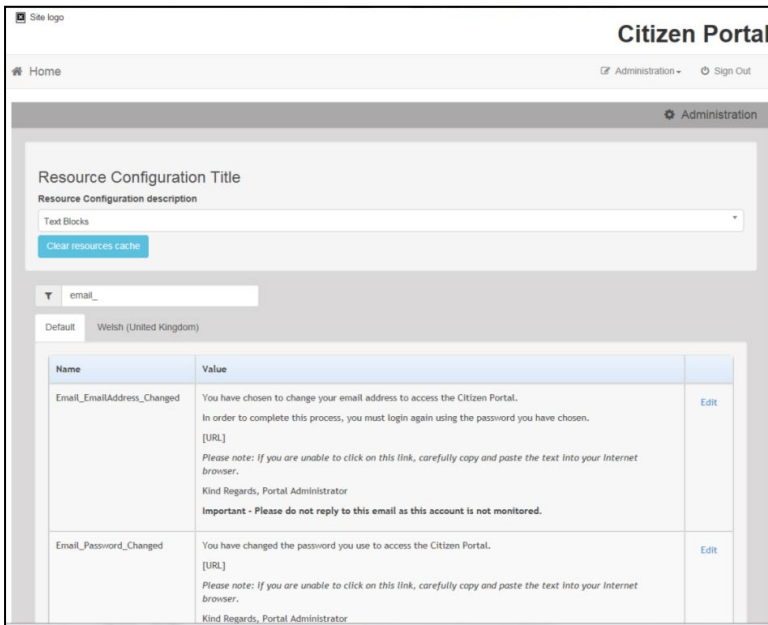 Site logo
Citizen Portal
Home
Administration
Sign Out
Administration
Resource Configuration Title
Resource Configuration description
Text Blocks
Clear resources cache
email_
Default
Welsh (United Kingdom)
Name
Value
Email_EmailAddress_Changed
You have chosen to change your email address to access the Citizen Portal.
Edit
In order to complete this process, you must login again using the password you have chosen.
[URL]
Please note: If you are unable to click on this link, carefully copy and paste the text into your Internet
browser.
Kind Regards, Portal Administrator
Important - Please do not reply to this email as this account is not monitored.
Email_Password_Changed
You have changed the password you use to access the Citizen Portal.
Edit
[URL]
Please note: If you are unable to click on this link, carefully copy and paste the text into your Internet
browser.
Kind Regards, Portal Administrator